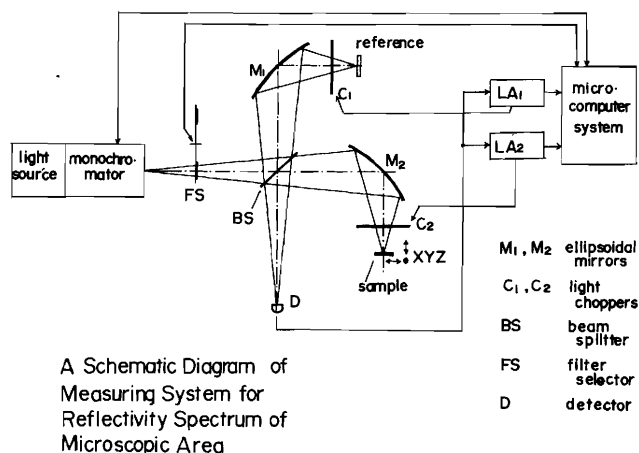 reference
M1
C1
LA1
micro-
computer
system
LA2
light
source
monochro-
mator
M2
FS
BS
C2
XYZ
sample
D
M1, M2 ellipsoidal
mirrors
C1, C2 light
choppers
BS beam
splitter
FS filter
selector
D detector
A Schematic Diagram of
Measuring System for
Reflectivity Spectrum of
Microscopic Area